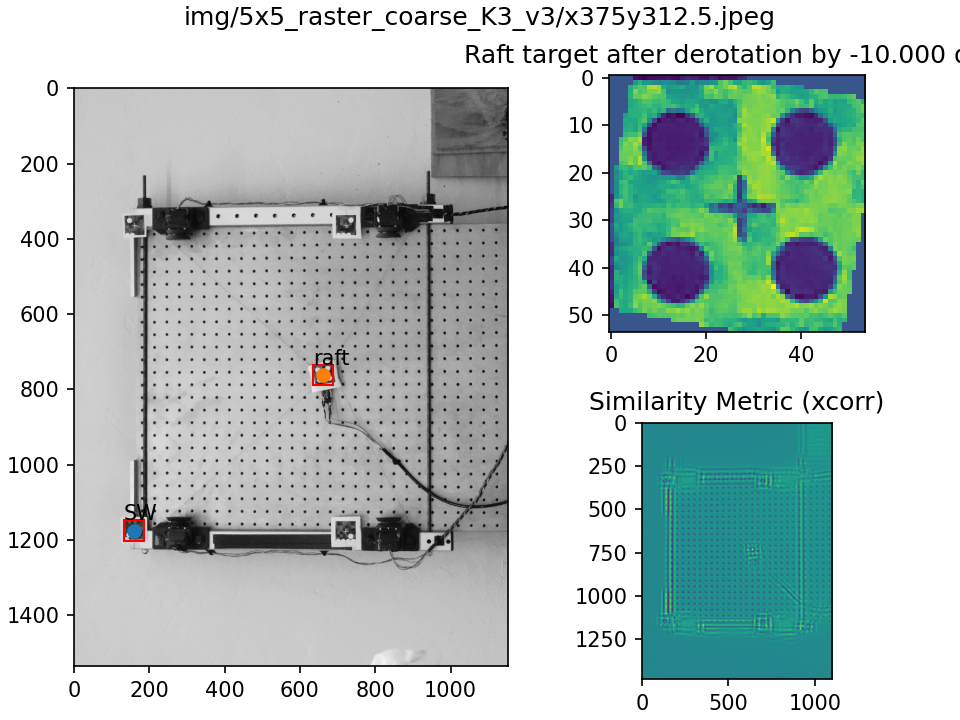 img/5x5_raster_coarse_K3_v3/x375y312.5.jpeg
Raft target after derotation by -10.000
0
200
400
600
800
1000
1200
1400
0 200 400 600 800 1000
raft
SW
0
10
20
30
40
50
0 20 40
Similarity Metric (xcorr)
0
250
500
750
1000
1250
0 500 1000